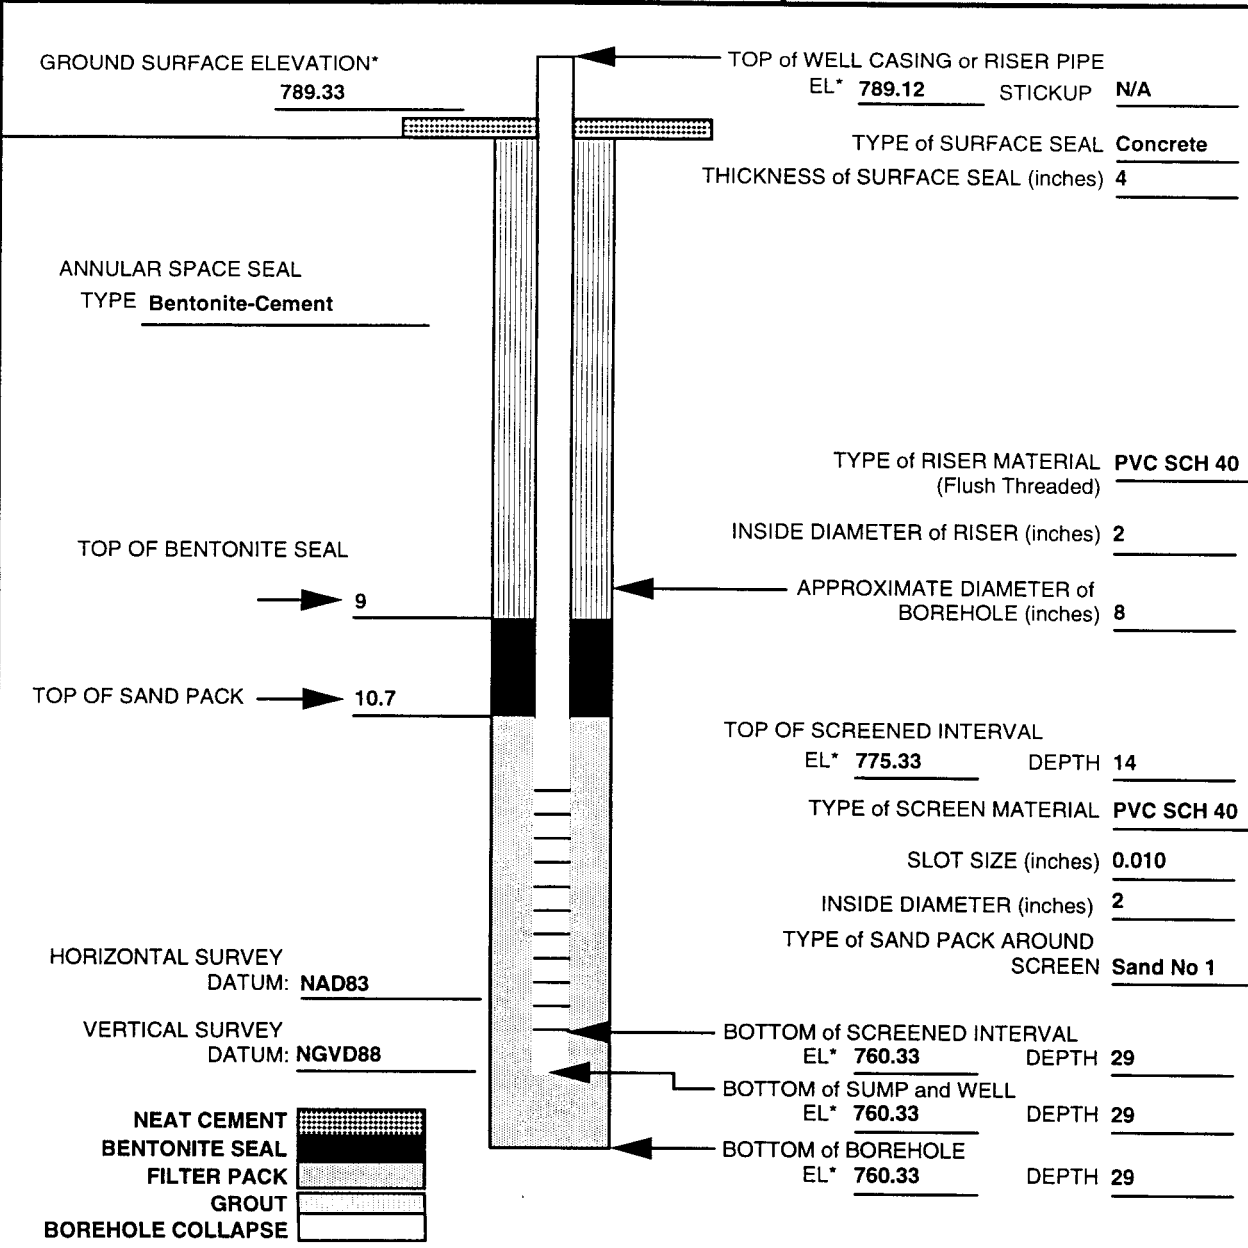 GROUND SURFACE ELEVATION*
789.33
TOP of WELL CASING or RISER PIPE
EL* 789.12 STICKUP N/A
TYPE of SURFACE SEAL Concrete
THICKNESS of SURFACE SEAL (inches) 4
ANNULAR SPACE SEAL
TYPE Bentonite-Cement
TYPE of RISER MATERIAL PVC SCH 40
(Flush Threaded)
INSIDE DIAMETER of RISER (inches) 2
TOP OF BENTONITE SEAL
9
APPROXIMATE DIAMETER of
BOREHOLE (inches) 8
TOP OF SAND PACK 10.7
TOP OF SCREENED INTERVAL
EL* 775.33 DEPTH 14
TYPE of SCREEN MATERIAL PVC SCH 40
SLOT SIZE (inches) 0.010
INSIDE DIAMETER (inches) 2
TYPE of SAND PACK AROUND
SCREEN Sand No 1
HORIZONTAL SURVEY
DATUM: NAD83
VERTICAL SURVEY
DATUM: NGVD88
BOTTOM of SCREENED INTERVAL
EL* 760.33 DEPTH 29
BOTTOM of SUMP and WELL
EL* 760.33 DEPTH 29
BOTTOM of BOREHOLE
EL* 760.33 DEPTH 29
NEAT CEMENT
BENTONITE SEAL
FILTER PACK
GROUT
BOREHOLE COLLAPSE